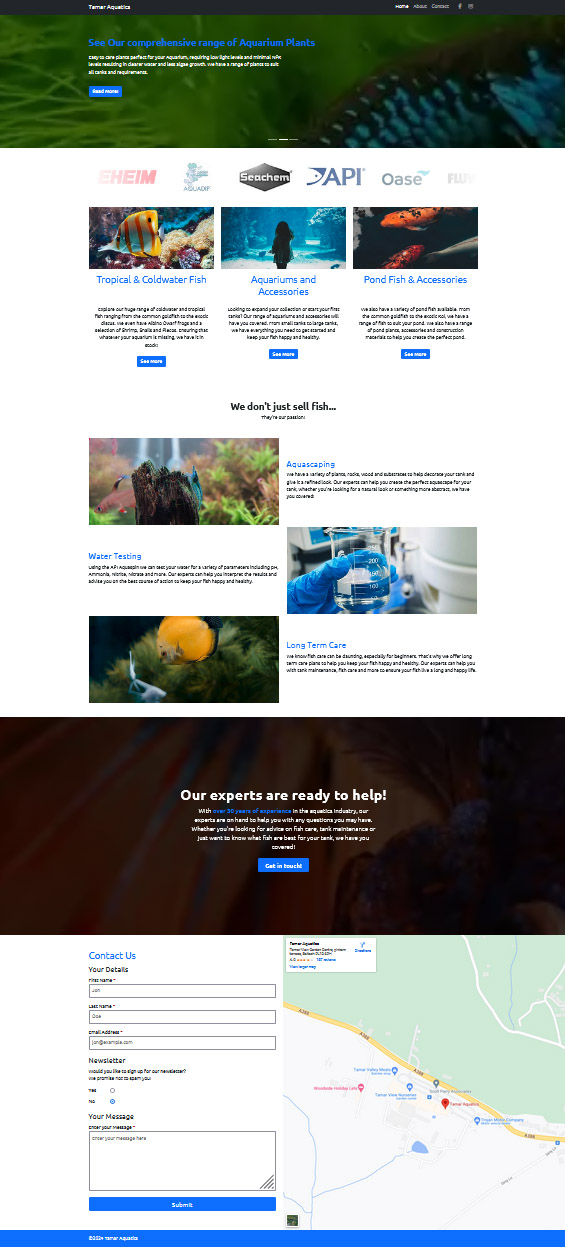 Tamar Aquatics
Home About Contact
See Our comprehensive range of Aquarium Plants
Easy to care plants perfect for your Aquarium, requiring low light levels and minimal NPK
levels resulting in clearer water and less algae growth. We have a range of plants to suit
all tanks and requirements.
Read More!
EHEIM
AQUADIP
Seachem
API
Oase
FLUV
Tropical & Coldwater Fish
Explore our huge range of coldwater and tropical
fish ranging from the common goldfish to the exotic
discus. We even have Albino Dwarf Frogs and a
selection of Shrimp, Snails and Plecos. Ensuring that
whatever your aquarium is missing, we have it in
stock!
See More
Aquariums and
Accessories
Looking to expand your collection or start your first
tank? Our range of aquariums and accessories will
have you covered. From small tanks to large tanks,
we have everything you need to get started and
keep your fish happy and healthy.
See More
Pond Fish & Accessories
We also have a variety of pond fish available. From
the common goldfish to the exotic Koi, we have a
range of fish to suit your pond. We also have a range
of pond plants, accessories and construction
materials to help you create the perfect pond.
See More
We don't just sell fish...
They're our passion!
Aquascaping
We have a variety of plants, rocks, wood and substrates to help decorate your tank and
give it a refined look. Our experts can help you create the perfect aquascape for your
tank, whether you're looking for a natural look or something more abstract, we have
you covered!
Water Testing
Using the API Aquaspin we can test your water for a variety of parameters including pH,
Ammonia, Nitrite, Nitrate and more. Our experts can help you interpret the results and
advise you on the best course of action to keep your fish happy and healthy.
250
200
150
100
Long Term Care
We know fish care can be daunting, especially for beginners. That's why we offer long
term care plans to help you keep your fish happy and healthy. Our experts can help you
with tank maintenance, fish care and more to ensure your fish live a long and happy life.
Our experts are ready to help!
With over 30 years of experience in the aquatics industry, our
experts are on hand to help you with any questions you may have.
Whether you're looking for advice on fish care, tank maintenance or
just want to know what fish are best for your tank, we have you
covered!
Get in touch!
Contact Us
Your Details
First Name *
Jon
Last Name *
Doe
Email Address *
jon@example.com
Newsletter
Would you like to sign up for our newsletter?
We promise not to spam you!
Yes
No
Your Message
Enter your Message *
Enter your message here
Submit
Tamar Aquatics
Directions
View larger map
A388
A388
A388
Tamar Valley Meats
Woodside Holiday Lets
Tamar View Nurseries
Scott Parry Associates
Tamar Aquatics
Trojan Motor Company
©2024 Tamar Aquatics